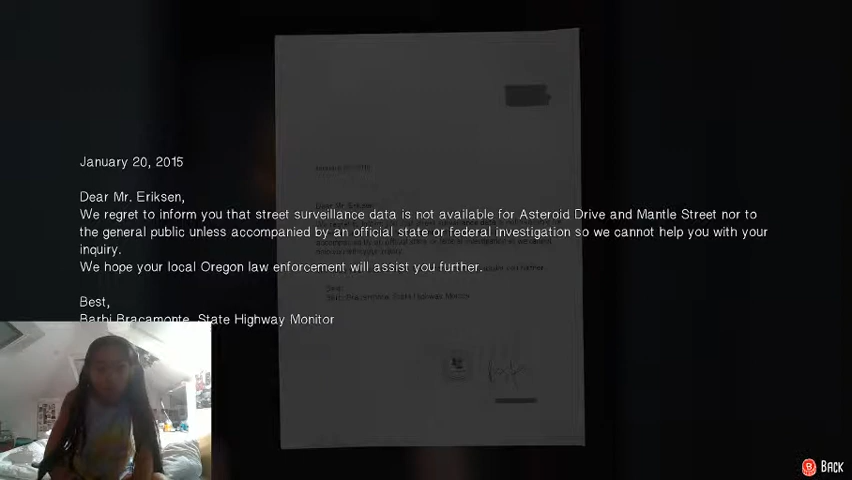 January 20, 2015
Dear Mr. Eriksen,
We regret to inform you that street surveillance data is not available for Asteroid Drive and Mantle Street nor to
the general public unless accompanied by an official state or federal investigation so we cannot help you with your
inquiry.
We hope your local Oregon law enforcement will assist you further.
Best,
Barbi Bracamonte, State Highway Monitor
B BACK